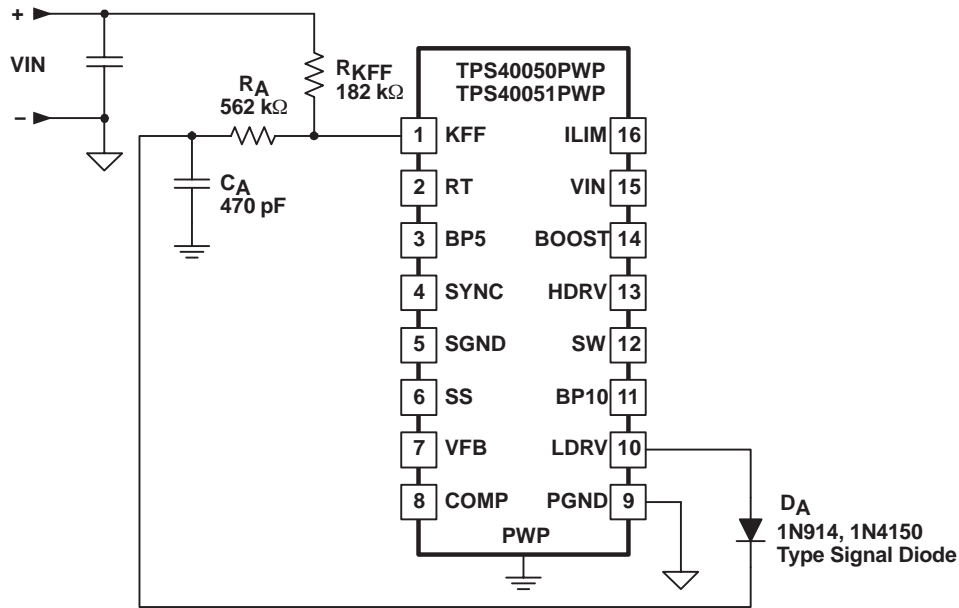 +
VIN
−
RA
562 kΩ
RKFF
182 kΩ
CA
470 pF
TPS40050PWP
TPS40051PWP
1 KFF ILIM 16
2 RT VIN 15
3 BP5 BOOST 14
4 SYNC HDRV 13
5 SGND SW 12
6 SS BP10 11
7 VFB LDRV 10
8 COMP PGND 9
PWP
DA
1N914, 1N4150
Type Signal Diode